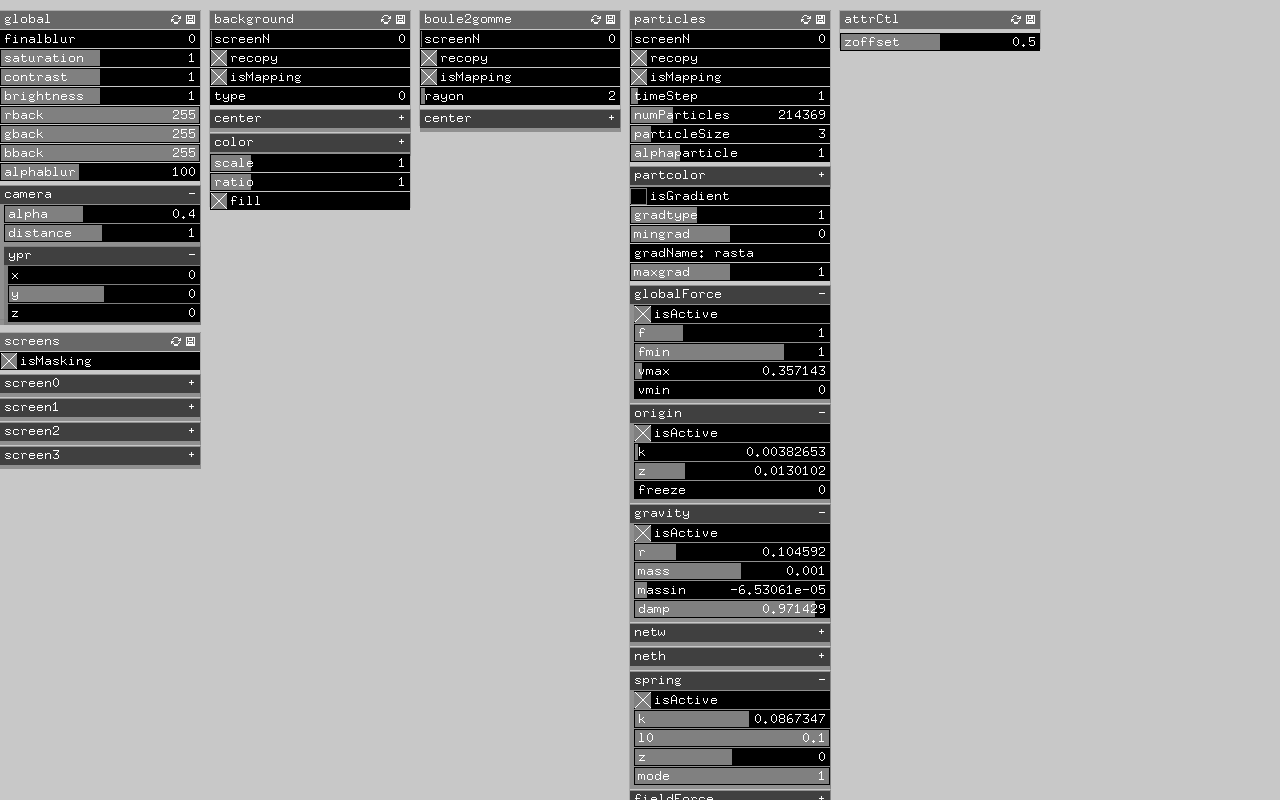 global
finalblur 0
saturation 1
contrast 1
brightness 1
rback 255
gback 255
bback 255
alphablur 100
camera -
alpha 0.4
distance 1
ypr -
x 0
y 0
z 0
screens
isMasking
screen0 +
screen1 +
screen2 +
screen3 +
background
screenN 0
recopy
isMapping
type 0
center +
color +
scale 1
ratio 1
fill
boule2gomme
screenN 0
recopy
isMapping
rayon 2
center +
particles
screenN 0
recopy
isMapping
timeStep 1
numParticles 214369
particleSize 3
alphaparticle 1
partcolor +
isGradient
gradtype 1
mingrad 0
gradName: rasta
maxgrad 1
globalForce -
isActive
f 1
fmin 1
vmax 0.357143
vmin 0
origin -
isActive
k 0.00382653
z 0.0130102
freeze 0
gravity -
isActive
r 0.104592
mass 0.001
massin -6.53061e-05
damp 0.971429
netw +
neth +
spring -
isActive
k 0.0867347
l0 0.1
z 0
mode 1
fieldForce +
attrCtl
zoffset 0.5